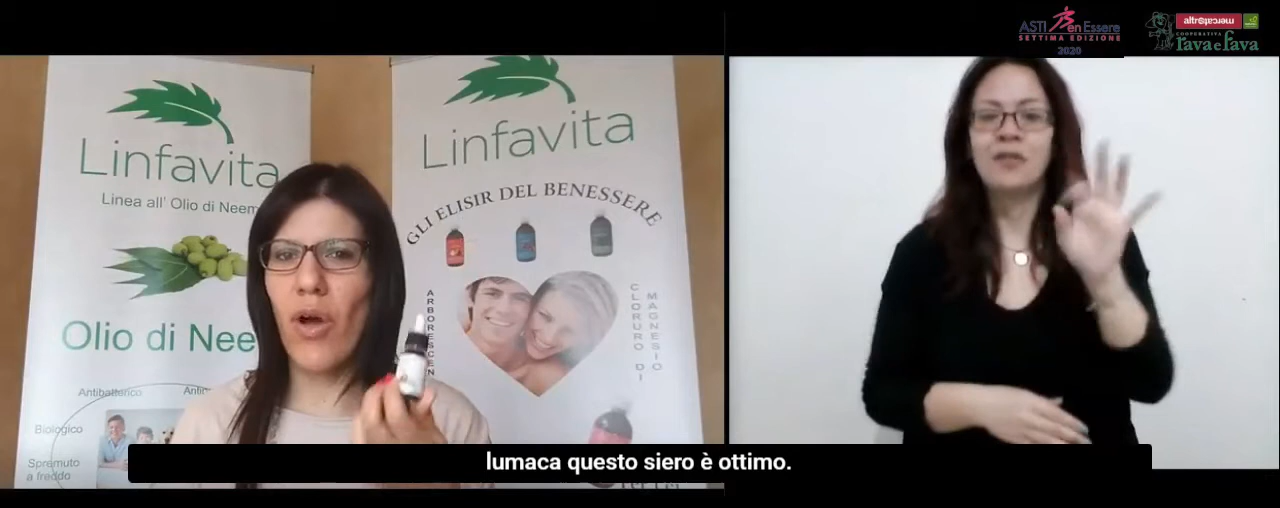 ASTI BenEssere
SETTIMA EDIZIONE
2020
altromercato
COOPERATIVA
rava e fava
Linfavita
Linea all' Olio di Neem
Olio di Nee
Antibatterico
Biologico
Spremuto
a freddo
Linfavita
GLI ELISIR DEL BENESSERE
ARBORESCEN
CLORURO DI
MAGNESIO
lumaca questo siero è ottimo.